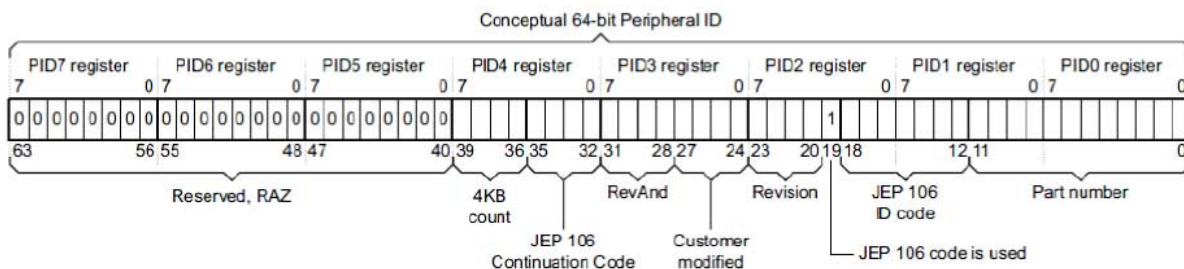 Conceptual 64-bit Peripheral ID
PID7 register PID6 register PID5 register PID4 register PID3 register PID2 register PID1 register PID0 register
7 0 7 0 7 0 7 0 7 0 7 0 7 0 7 0
0 0 0 0 0 0 0 0 0 0 0 0 0 0 0 0 0 0 0 0 0 0 0 0 1
63 56 55 48 47 40 39 36 35 32 31 28 27 24 23 20 19 18 12 11 0
Reserved, RAZ 4KB count RevAnd Revision JEP 106 ID code Part number
JEP 106 Continuation Code Customer modified JEP 106 code is used